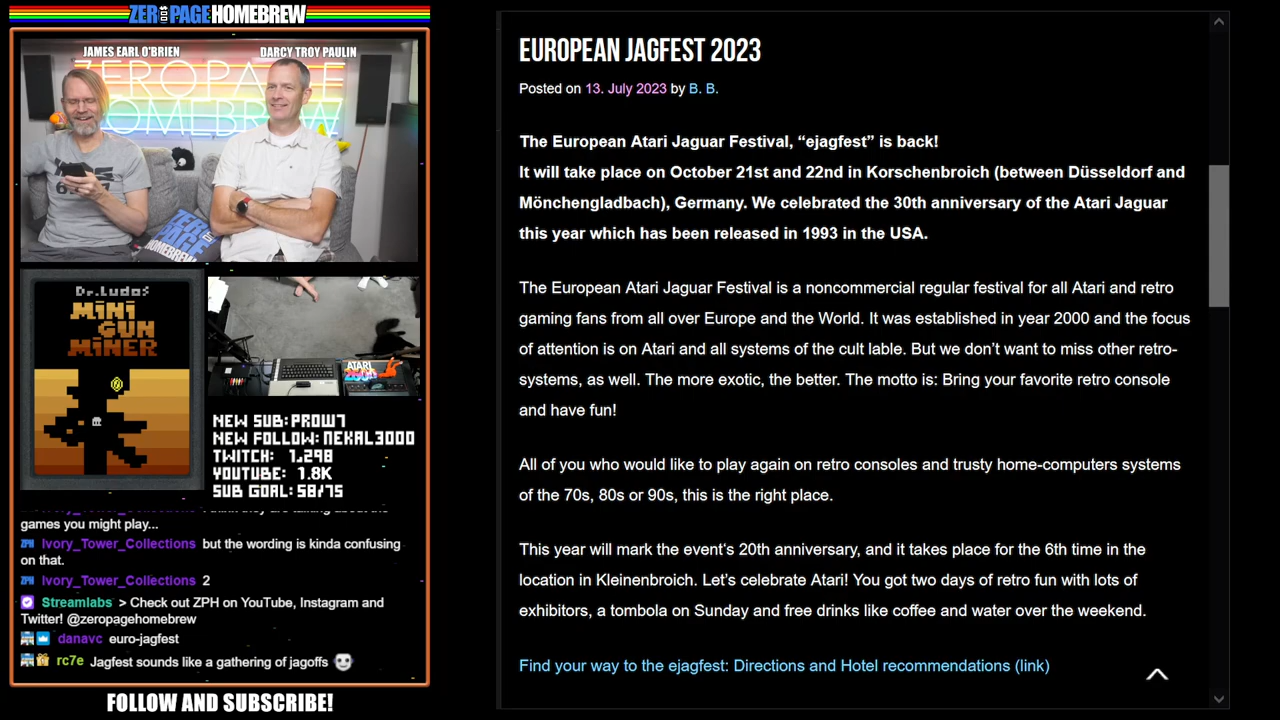 ZEROPAGE HOMEBREW
JAMES EARL O'BRIEN
DARCY TROY PAULIN
ZEROPAGE
HOMEBREW
ZERO
PAGE
HOMEBREW
Dr.Ludos
MINI
GUN
MINER
ATARI
NEW SUB:PROW7
NEW FOLLOW:NEKAL3000
TWITCH: 1,298
YOUTUBE: 1.8K
SUB GOAL:58/75
Ivory_Tower_Collections I think they are talking about the
games you might play...
Ivory_Tower_Collections but the wording is kinda confusing
on that.
Ivory_Tower_Collections 2
Streamlabs > Check out ZPH on YouTube, Instagram and
Twitter! @zeropagehomebrew
danavc euro-jagfest
rc7e Jagfest sounds like a gathering of jagoffs
FOLLOW AND SUBSCRIBE!
EUROPEAN JAGFEST 2023
Posted on 13. July 2023 by B. B.
The European Atari Jaguar Festival, “ejagfest” is back!
It will take place on October 21st and 22nd in Korschenbroich (between Düsseldorf and
Mönchengladbach), Germany. We celebrated the 30th anniversary of the Atari Jaguar
this year which has been released in 1993 in the USA.
The European Atari Jaguar Festival is a noncommercial regular festival for all Atari and retro
gaming fans from all over Europe and the World. It was established in year 2000 and the focus
of attention is on Atari and all systems of the cult lable. But we don’t want to miss other retro-
systems, as well. The more exotic, the better. The motto is: Bring your favorite retro console
and have fun!
All of you who would like to play again on retro consoles and trusty home-computers systems
of the 70s, 80s or 90s, this is the right place.
This year will mark the event‘s 20th anniversary, and it takes place for the 6th time in the
location in Kleinenbroich. Let’s celebrate Atari! You got two days of retro fun with lots of
exhibitors, a tombola on Sunday and free drinks like coffee and water over the weekend.
Find your way to the ejagfest: Directions and Hotel recommendations (link)